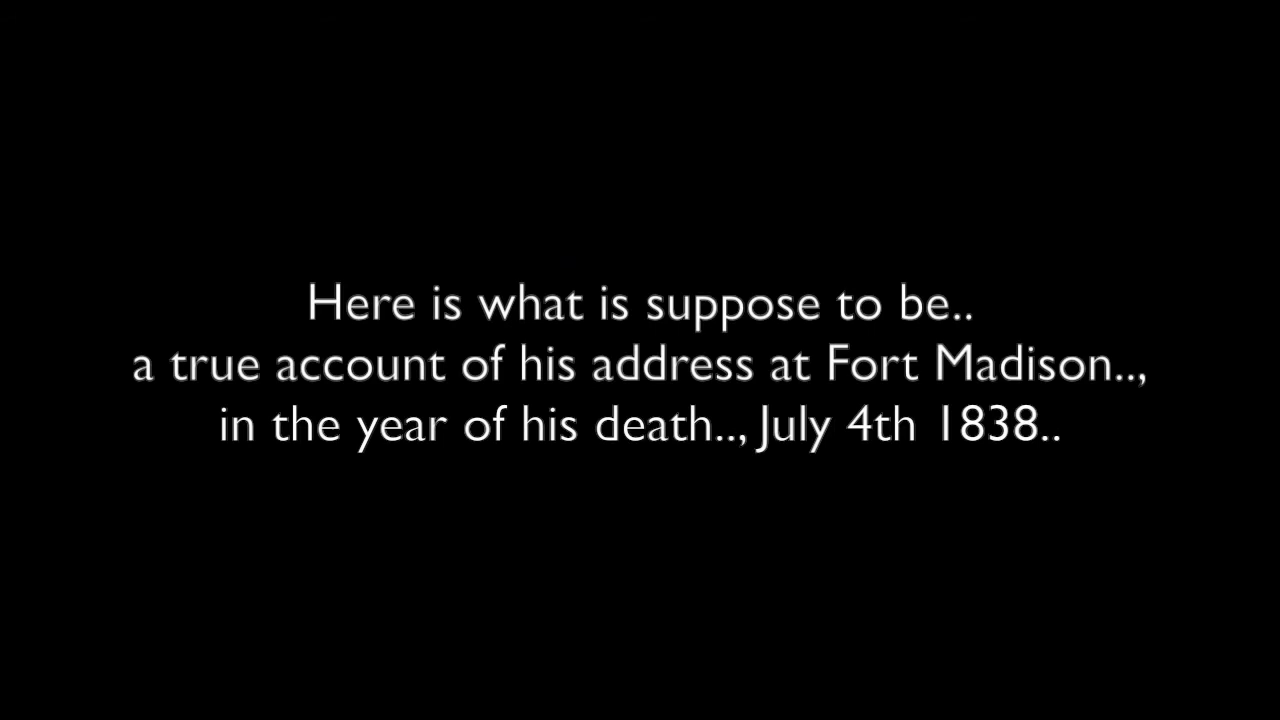 Here is what is suppose to be..
a true account of his address at Fort Madison..,
in the year of his death.., July 4th 1838..